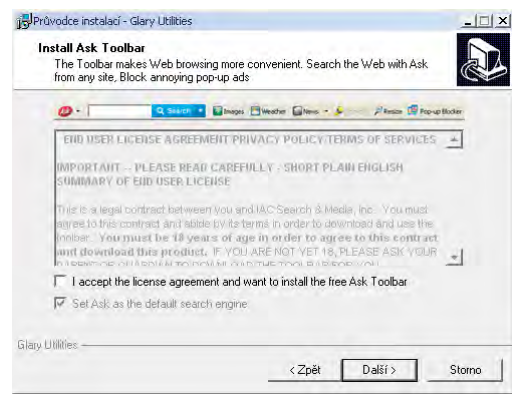 Průvodce instalací - Glary Utilities
Install Ask Toolbar
The Toolbar makes Web browsing more convenient. Search the Web with Ask
from any site, Block annoying pop-up ads
Search Images Weather News Resize Pop-up Blocker
END USER LICENSE AGREEMENT PRIVACY POLICY TERMS OF SERVICES
IMPORTANT -- PLEASE READ CAREFULLY - SHORT PLAIN ENGLISH
SUMMARY OF END USER LICENSE
This is a legal contract between you and IAC Search & Media, Inc. You must
agree to this contract and abide by its terms in order to download and use the
toolbar. You must be 18 years of age in order to agree to this contract
and download this product. IF YOU ARE NOT YET 18, PLEASE ASK YOUR
I accept the license agreement and want to install the free Ask Toolbar
Set Ask as the default search engine
Glary Utilities
< Zpět Další > Storno